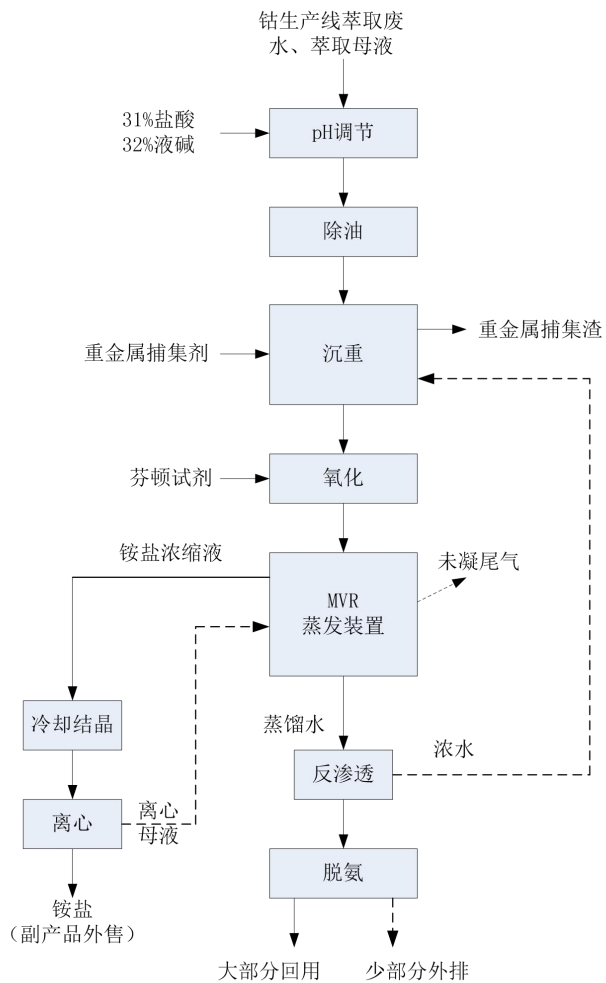 钴生产线萃取废
水、萃取母液
31%盐酸
32%液碱
pH调节
除油
重金属捕集剂
沉重
重金属捕集渣
芬顿试剂
氧化
铵盐浓缩液
未凝尾气
MVR
蒸发装置
冷却结晶
蒸馏水
浓水
反渗透
离心
离心
母液
脱氨
铵盐
(副产品外售)
大部分回用
少部分外排